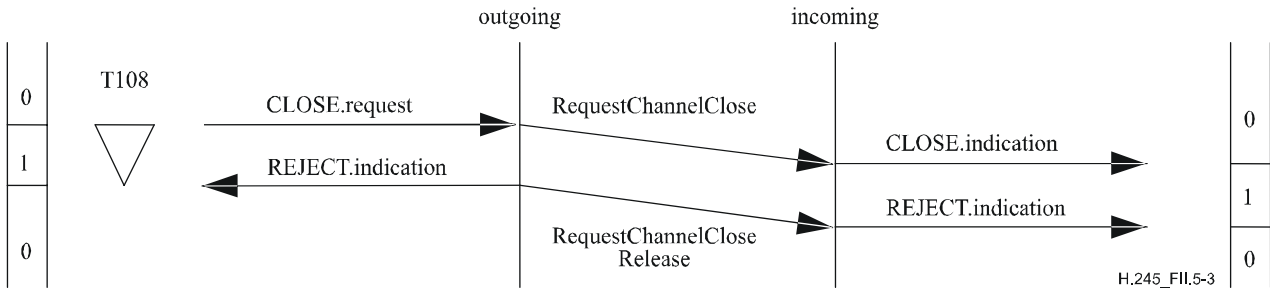 outgoing
incoming
T108
0
CLOSE.request
RequestChannelClose
0
1
REJECT.indication
CLOSE.indication
1
REJECT.indication
0
RequestChannelClose
Release
0
H.245_FII.5-3